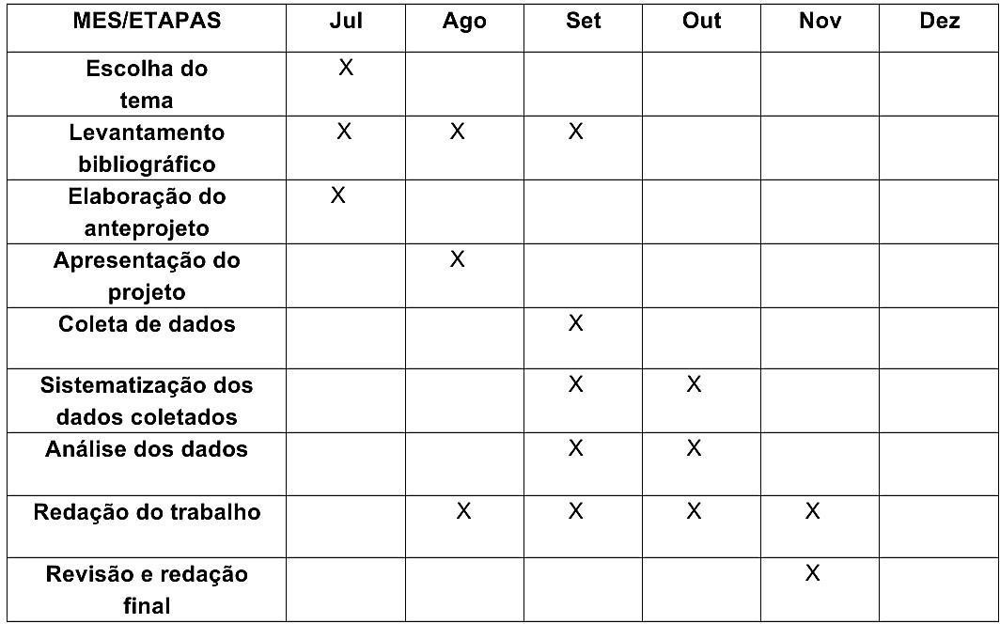 MES/ETAPAS Jul Ago Set Out Nov Dez
Escolha do X
tema
Levantamento X X X
bibliográfico
Elaboração do X
anteprojeto
Apresentação do X
projeto
Coleta de dados X
Sistematização dos X X
dados coletados
Análise dos dados X X
Redação do trabalho X X X X
Revisão e redação X
final